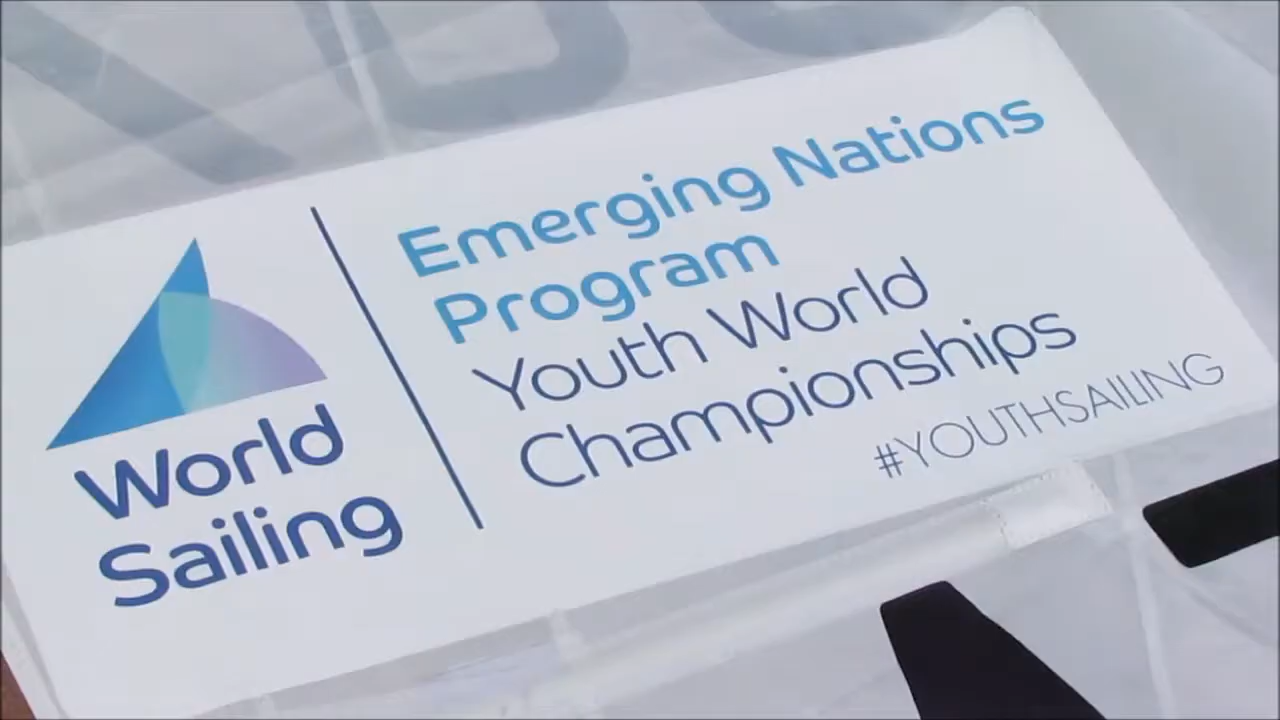 World
Sailing
Emerging Nations
Program
Youth World
Championships
#YOUTHSAILING